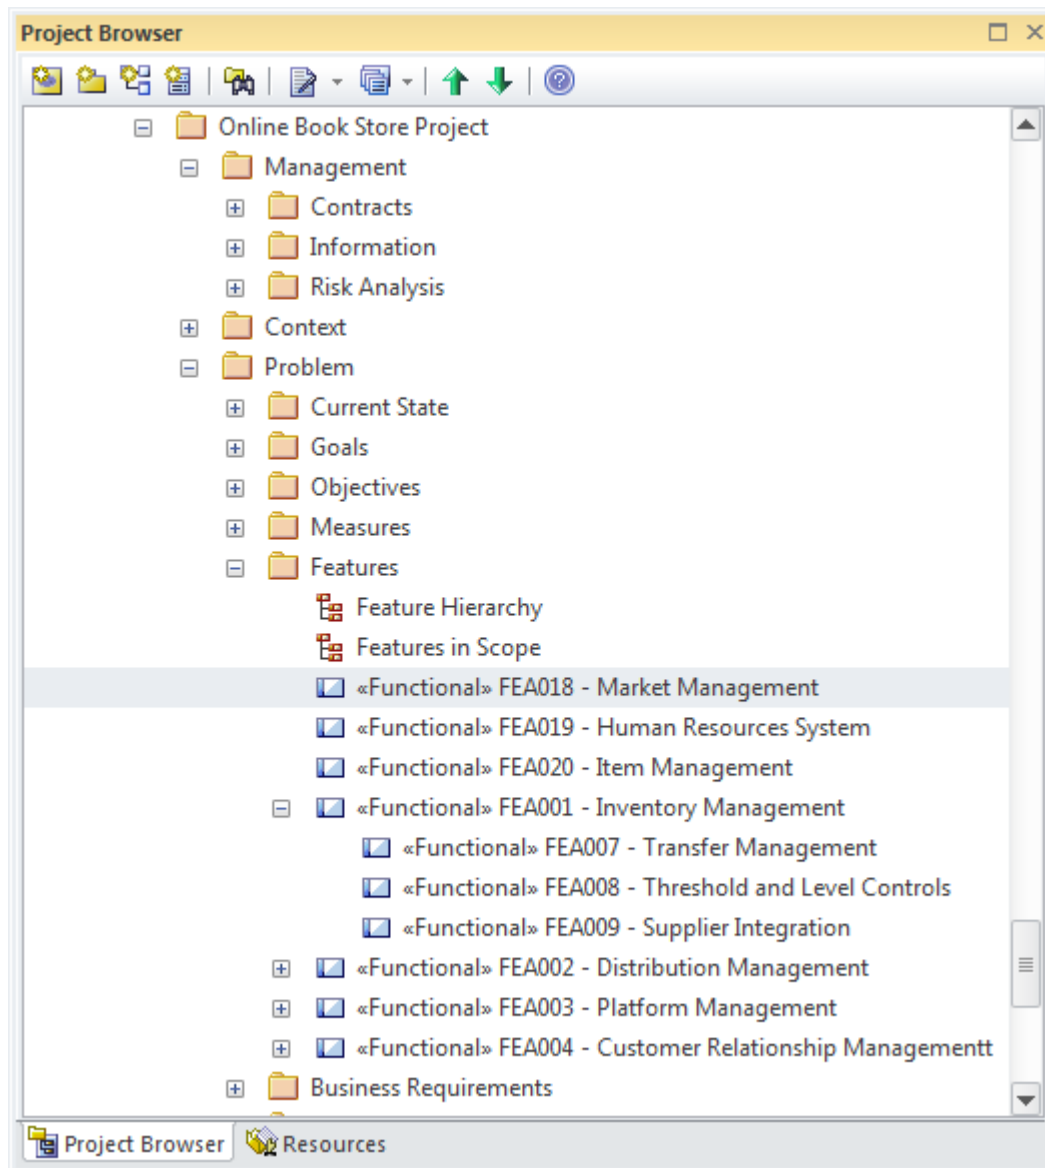 Project Browser
Online Book Store Project
Management
Contracts
Information
Risk Analysis
Context
Problem
Current State
Goals
Objectives
Measures
Features
Feature Hierarchy
Features in Scope
«Functional» FEA018 - Market Management
«Functional» FEA019 - Human Resources System
«Functional» FEA020 - Item Management
«Functional» FEA001 - Inventory Management
«Functional» FEA007 - Transfer Management
«Functional» FEA008 - Threshold and Level Controls
«Functional» FEA009 - Supplier Integration
«Functional» FEA002 - Distribution Management
«Functional» FEA003 - Platform Management
«Functional» FEA004 - Customer Relationship Managementt
Business Requirements
Project Browser Resources